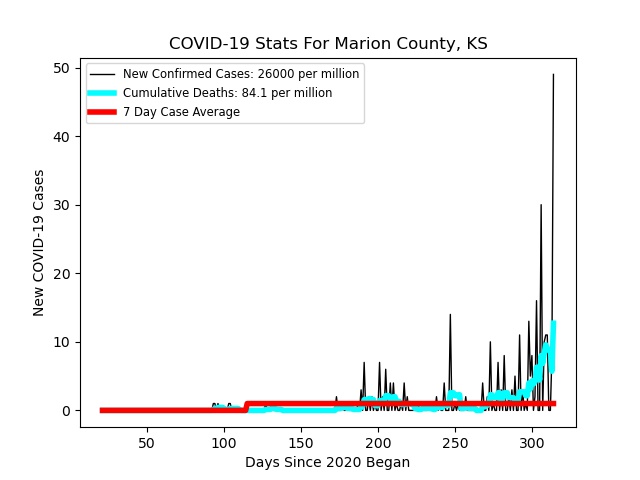 COVID-19 Stats For Marion County, KS
New Confirmed Cases: 26000 per million
Cumulative Deaths: 84.1 per million
7 Day Case Average
New COVID-19 Cases
50
40
30
20
10
0
50
100
150
200
250
300
Days Since 2020 Began